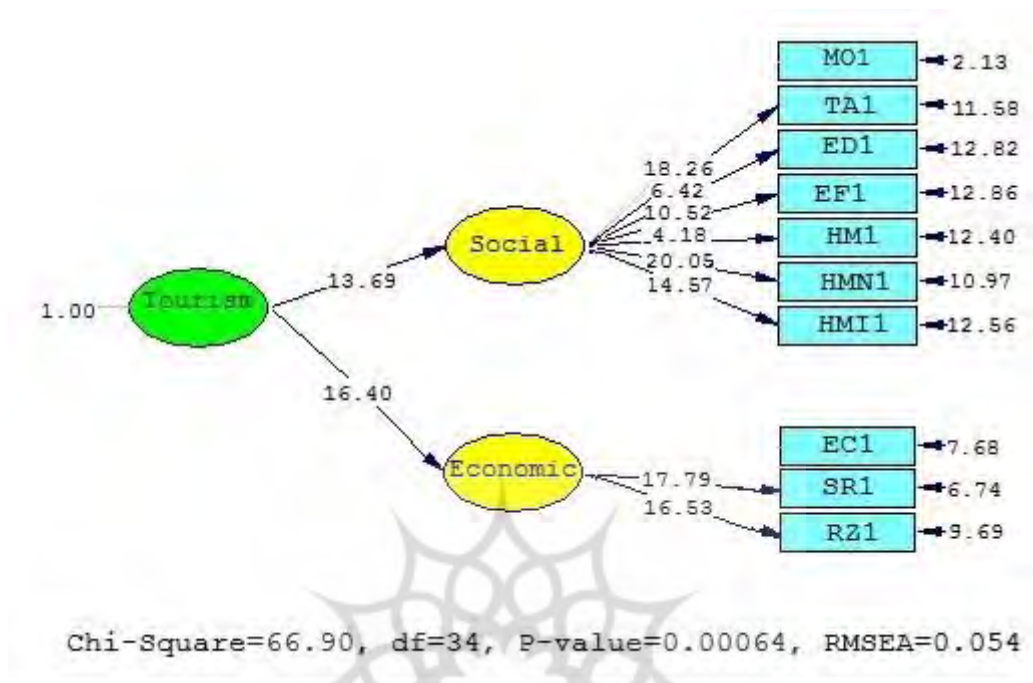 MO1
2.13
TA1
11.58
ED1
12.82
18.26
6.42
EF1
12.86
10.52
Social
4.18
HM1
12.40
20.05
13.69
HMN1
10.97
14.57
1.00
Tourism
HMI1
12.56
16.40
EC1
7.68
Economic
17.79
SR1
6.74
16.53
RZ1
9.69
Chi-Square=66.90, df=34, P-value=0.00064, RMSEA=0.054